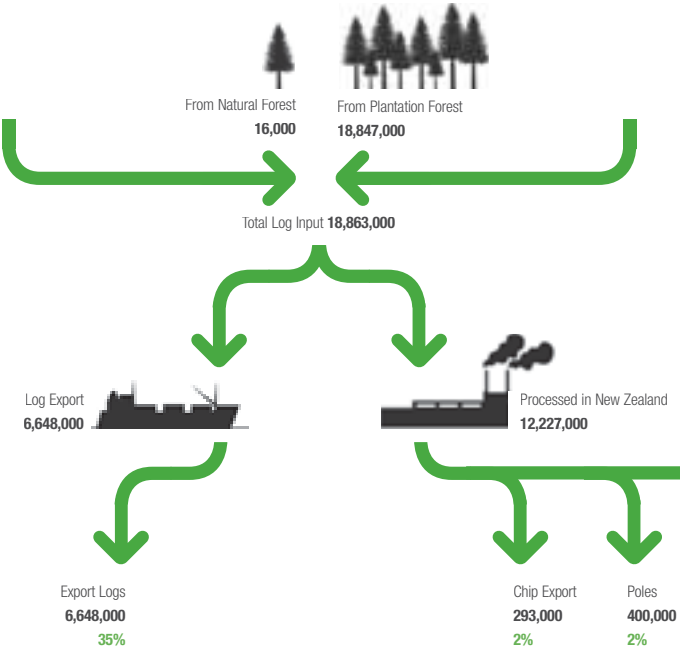 From Natural Forest
16,000
From Plantation Forest
18,847,000
Total Log Input 18,863,000
Log Export
6,648,000
Processed in New Zealand
12,227,000
Export Logs
6,648,000
35%
Chip Export
293,000
2%
Poles
400,000
2%